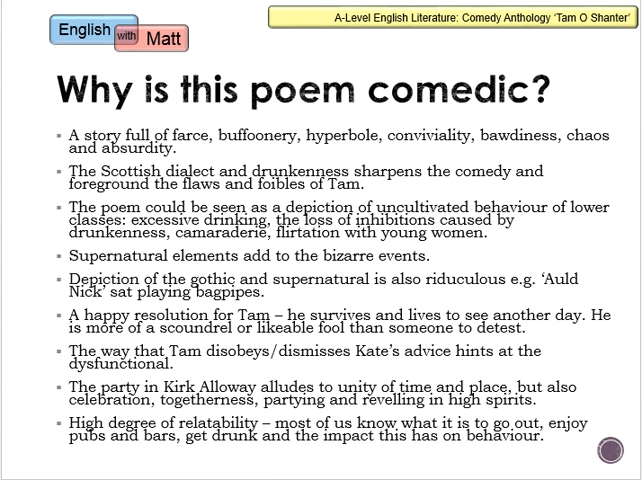 A-Level English Literature: Comedy Anthology ‘Tam O Shanter’
English
with
Matt
Why is this poem comedic?
▪ A story full of farce, buffoonery, hyperbole, conviviality, bawdiness, chaos
and absurdity.
▪ The Scottish dialect and drunkenness sharpens the comedy and
foreground the flaws and foibles of Tam.
▪ The poem could be seen as a depiction of uncultivated behaviour of lower
classes: excessive drinking, the loss of inhibitions caused by
drunkenness, camaraderie, flirtation with young women.
▪ Supernatural elements add to the bizarre events.
▪ Depiction of the gothic and supernatural is also riduculous e.g. ‘Auld
Nick’ sat playing bagpipes.
▪ A happy resolution for Tam – he survives and lives to see another day. He
is more of a scoundrel or likeable fool than someone to detest.
▪ The way that Tam disobeys/dismisses Kate’s advice hints at the
dysfunctional.
▪ The party in Kirk Alloway alludes to unity of time and place, but also
celebration, togetherness, partying and revelling in high spirits.
▪ High degree of relatability – most of us know what it is to go out, enjoy
pubs and bars, get drunk and the impact this has on behaviour.